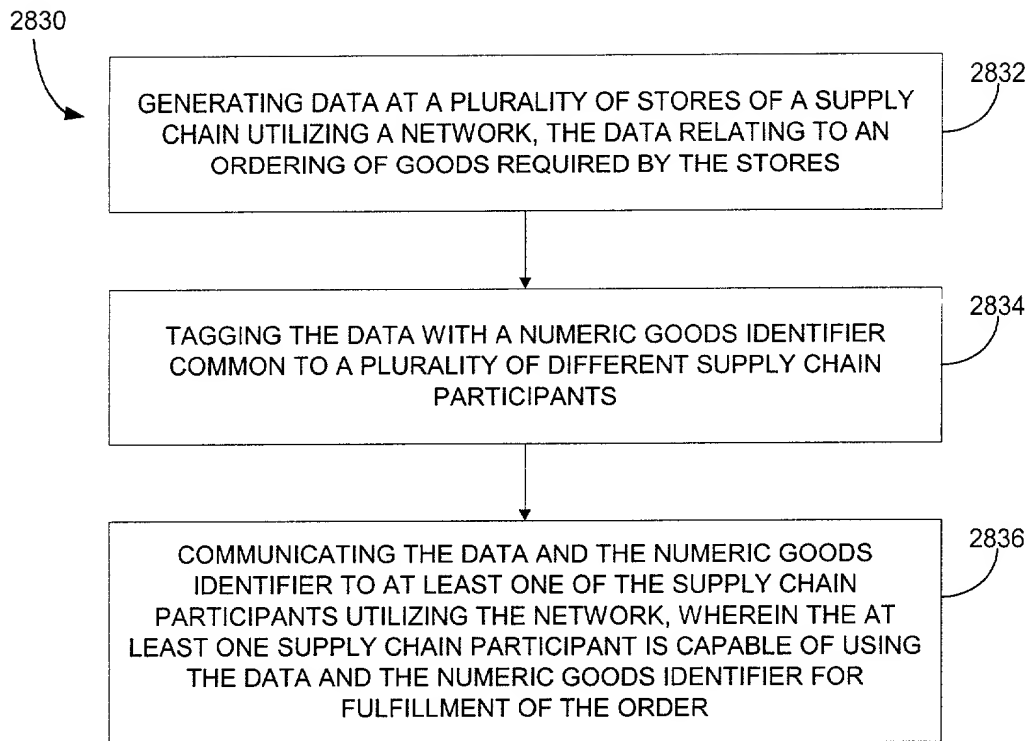 2830
2832
GENERATING DATA AT A PLURALITY OF STORES OF A SUPPLY
CHAIN UTILIZING A NETWORK, THE DATA RELATING TO AN
ORDERING OF GOODS REQUIRED BY THE STORES
2834
TAGGING THE DATA WITH A NUMERIC GOODS IDENTIFIER
COMMON TO A PLURALITY OF DIFFERENT SUPPLY CHAIN
PARTICIPANTS
2836
COMMUNICATING THE DATA AND THE NUMERIC GOODS
IDENTIFIER TO AT LEAST ONE OF THE SUPPLY CHAIN
PARTICIPANTS UTILIZING THE NETWORK, WHEREIN THE AT
LEAST ONE SUPPLY CHAIN PARTICIPANT IS CAPABLE OF USING
THE DATA AND THE NUMERIC GOODS IDENTIFIER FOR
FULFILLMENT OF THE ORDER